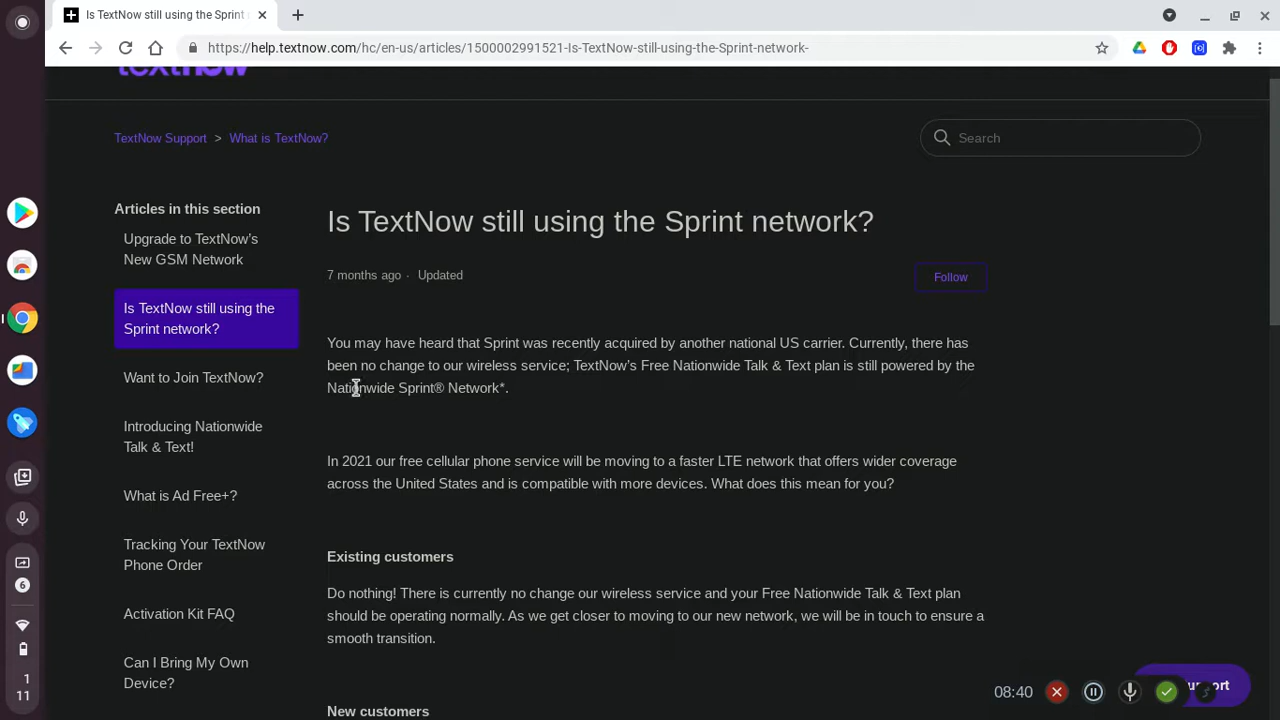 Is TextNow still using the Sprint
https://help.textnow.com/hc/en-us/articles/1500002991521-Is-TextNow-still-using-the-Sprint-network-
textnow
TextNow Support > What is TextNow?
Search
Articles in this section
Upgrade to TextNow's
New GSM Network
Is TextNow still using the
Sprint network?
Want to Join TextNow?
Introducing Nationwide
Talk & Text!
What is Ad Free+?
Tracking Your TextNow
Phone Order
Activation Kit FAQ
Can I Bring My Own
Device?
Is TextNow still using the Sprint network?
7 months ago · Updated
Follow
You may have heard that Sprint was recently acquired by another national US carrier. Currently, there has
been no change to our wireless service; TextNow's Free Nationwide Talk & Text plan is still powered by the
Nationwide Sprint® Network*.
In 2021 our free cellular phone service will be moving to a faster LTE network that offers wider coverage
across the United States and is compatible with more devices. What does this mean for you?
Existing customers
Do nothing! There is currently no change our wireless service and your Free Nationwide Talk & Text plan
should be operating normally. As we get closer to moving to our new network, we will be in touch to ensure a
smooth transition.
New customers
08:40
6
1
11